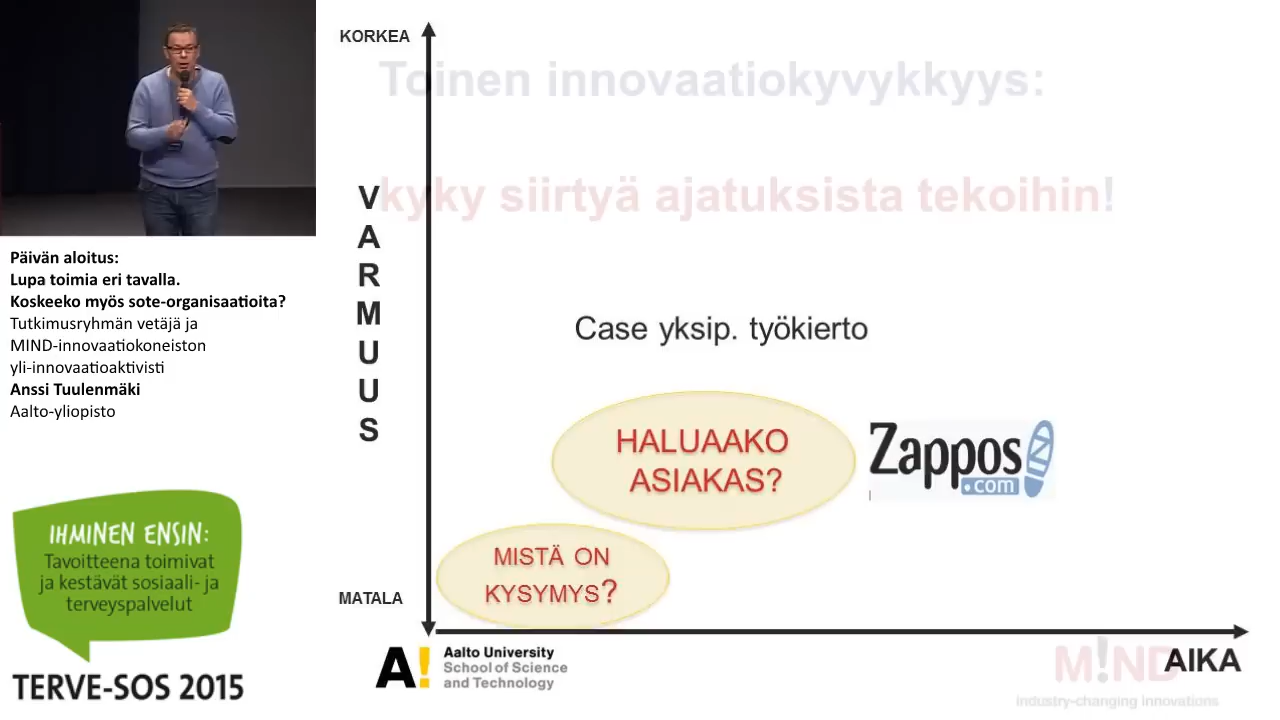 Päivän aloitus:
Lupa toimia eri tavalla.
Koskeeko myös sote-organisaatioita?
Tutkimusryhmän vetäjä ja
MIND-innovaatiokoneiston
yli-innovaatioaktivisti
Anssi Tuulenmäki
Aalto-yliopisto
IHMINEN ENSIN:
Tavoitteena toimivat
ja kestävät sosiaali- ja
terveyspalvelut
TERVE-SOS 2015
KORKEA
Toinen innovaatiokyvykkyys:
kyky siirtyä ajatuksista tekoihin!
VARMUUS
Case yksip. työkierto
HALUAAKO
ASIAKAS?
Zappos
.com
MISTÄ ON
KYSYMYS?
MATALA
AIKA
A!
Aalto University
School of Science
and Technology
M!ND
industry-changing innovations